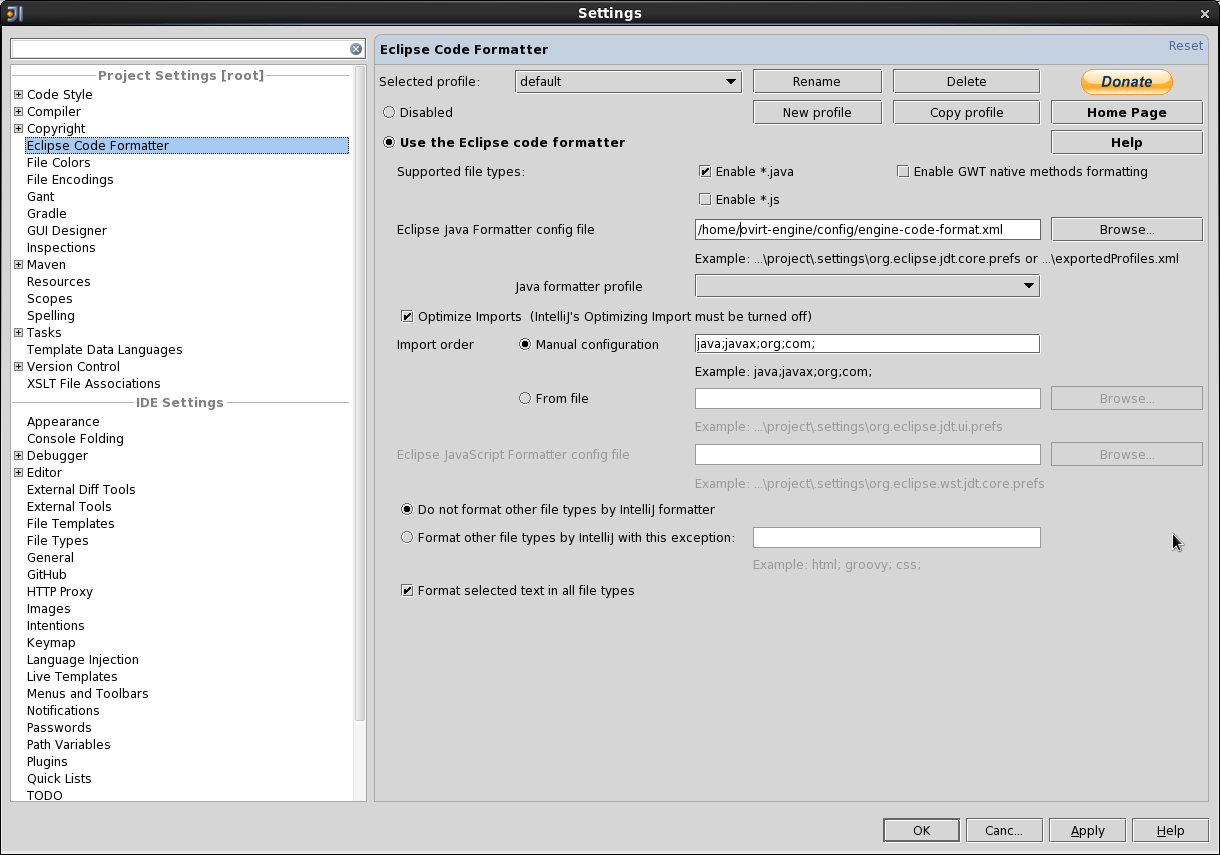 Settings
Project Settings [root]
Code Style
Compiler
Copyright
Eclipse Code Formatter
File Colors
File Encodings
Gant
Gradle
GUI Designer
Inspections
Maven
Resources
Scopes
Spelling
Tasks
Template Data Languages
Version Control
XSLT File Associations
IDE Settings
Appearance
Console Folding
Debugger
Editor
External Diff Tools
External Tools
File Templates
File Types
General
GitHub
HTTP Proxy
Images
Intentions
Keymap
Language Injection
Live Templates
Menus and Toolbars
Notifications
Passwords
Path Variables
Plugins
Quick Lists
TODO
Eclipse Code Formatter
Reset
Selected profile: default Rename Delete Donate
Disabled New profile Copy profile Home Page
Use the Eclipse code formatter Help
Supported file types: Enable *.java Enable GWT native methods formatting
Enable *.js
Eclipse Java Formatter config file /home/ovirt-engine/config/engine-code-format.xml Browse...
Example: ...\project\.settings\org.eclipse.jdt.core.prefs or ...\exportedProfiles.xml
Java formatter profile
Optimize Imports (IntelliJ's Optimizing Import must be turned off)
Import order Manual configuration java;javax;org;com;
Example: java;javax;org;com;
From file Browse...
Example: ...\project\.settings\org.eclipse.jdt.ui.prefs
Eclipse JavaScript Formatter config file Browse...
Example: ...\project\.settings\org.eclipse.wst.jdt.core.prefs
Do not format other file types by IntelliJ formatter
Format other file types by IntelliJ with this exception:
Example: html; groovy; css;
Format selected text in all file types
OK Canc... Apply Help